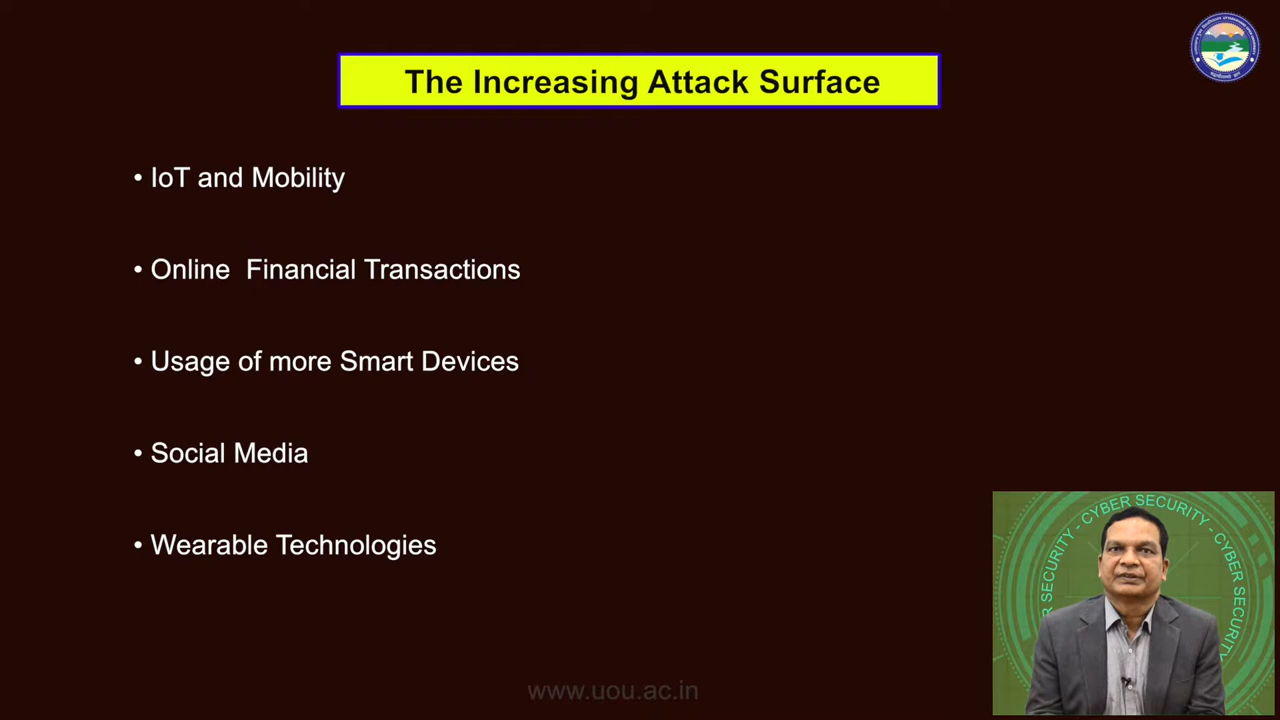 The Increasing Attack Surface
• IoT and Mobility
• Online  Financial Transactions
• Usage of more Smart Devices
• Social Media
• Wearable Technologies
SECURITY - CYBER SECURITY - CYBER SECURITY
www.uou.ac.in